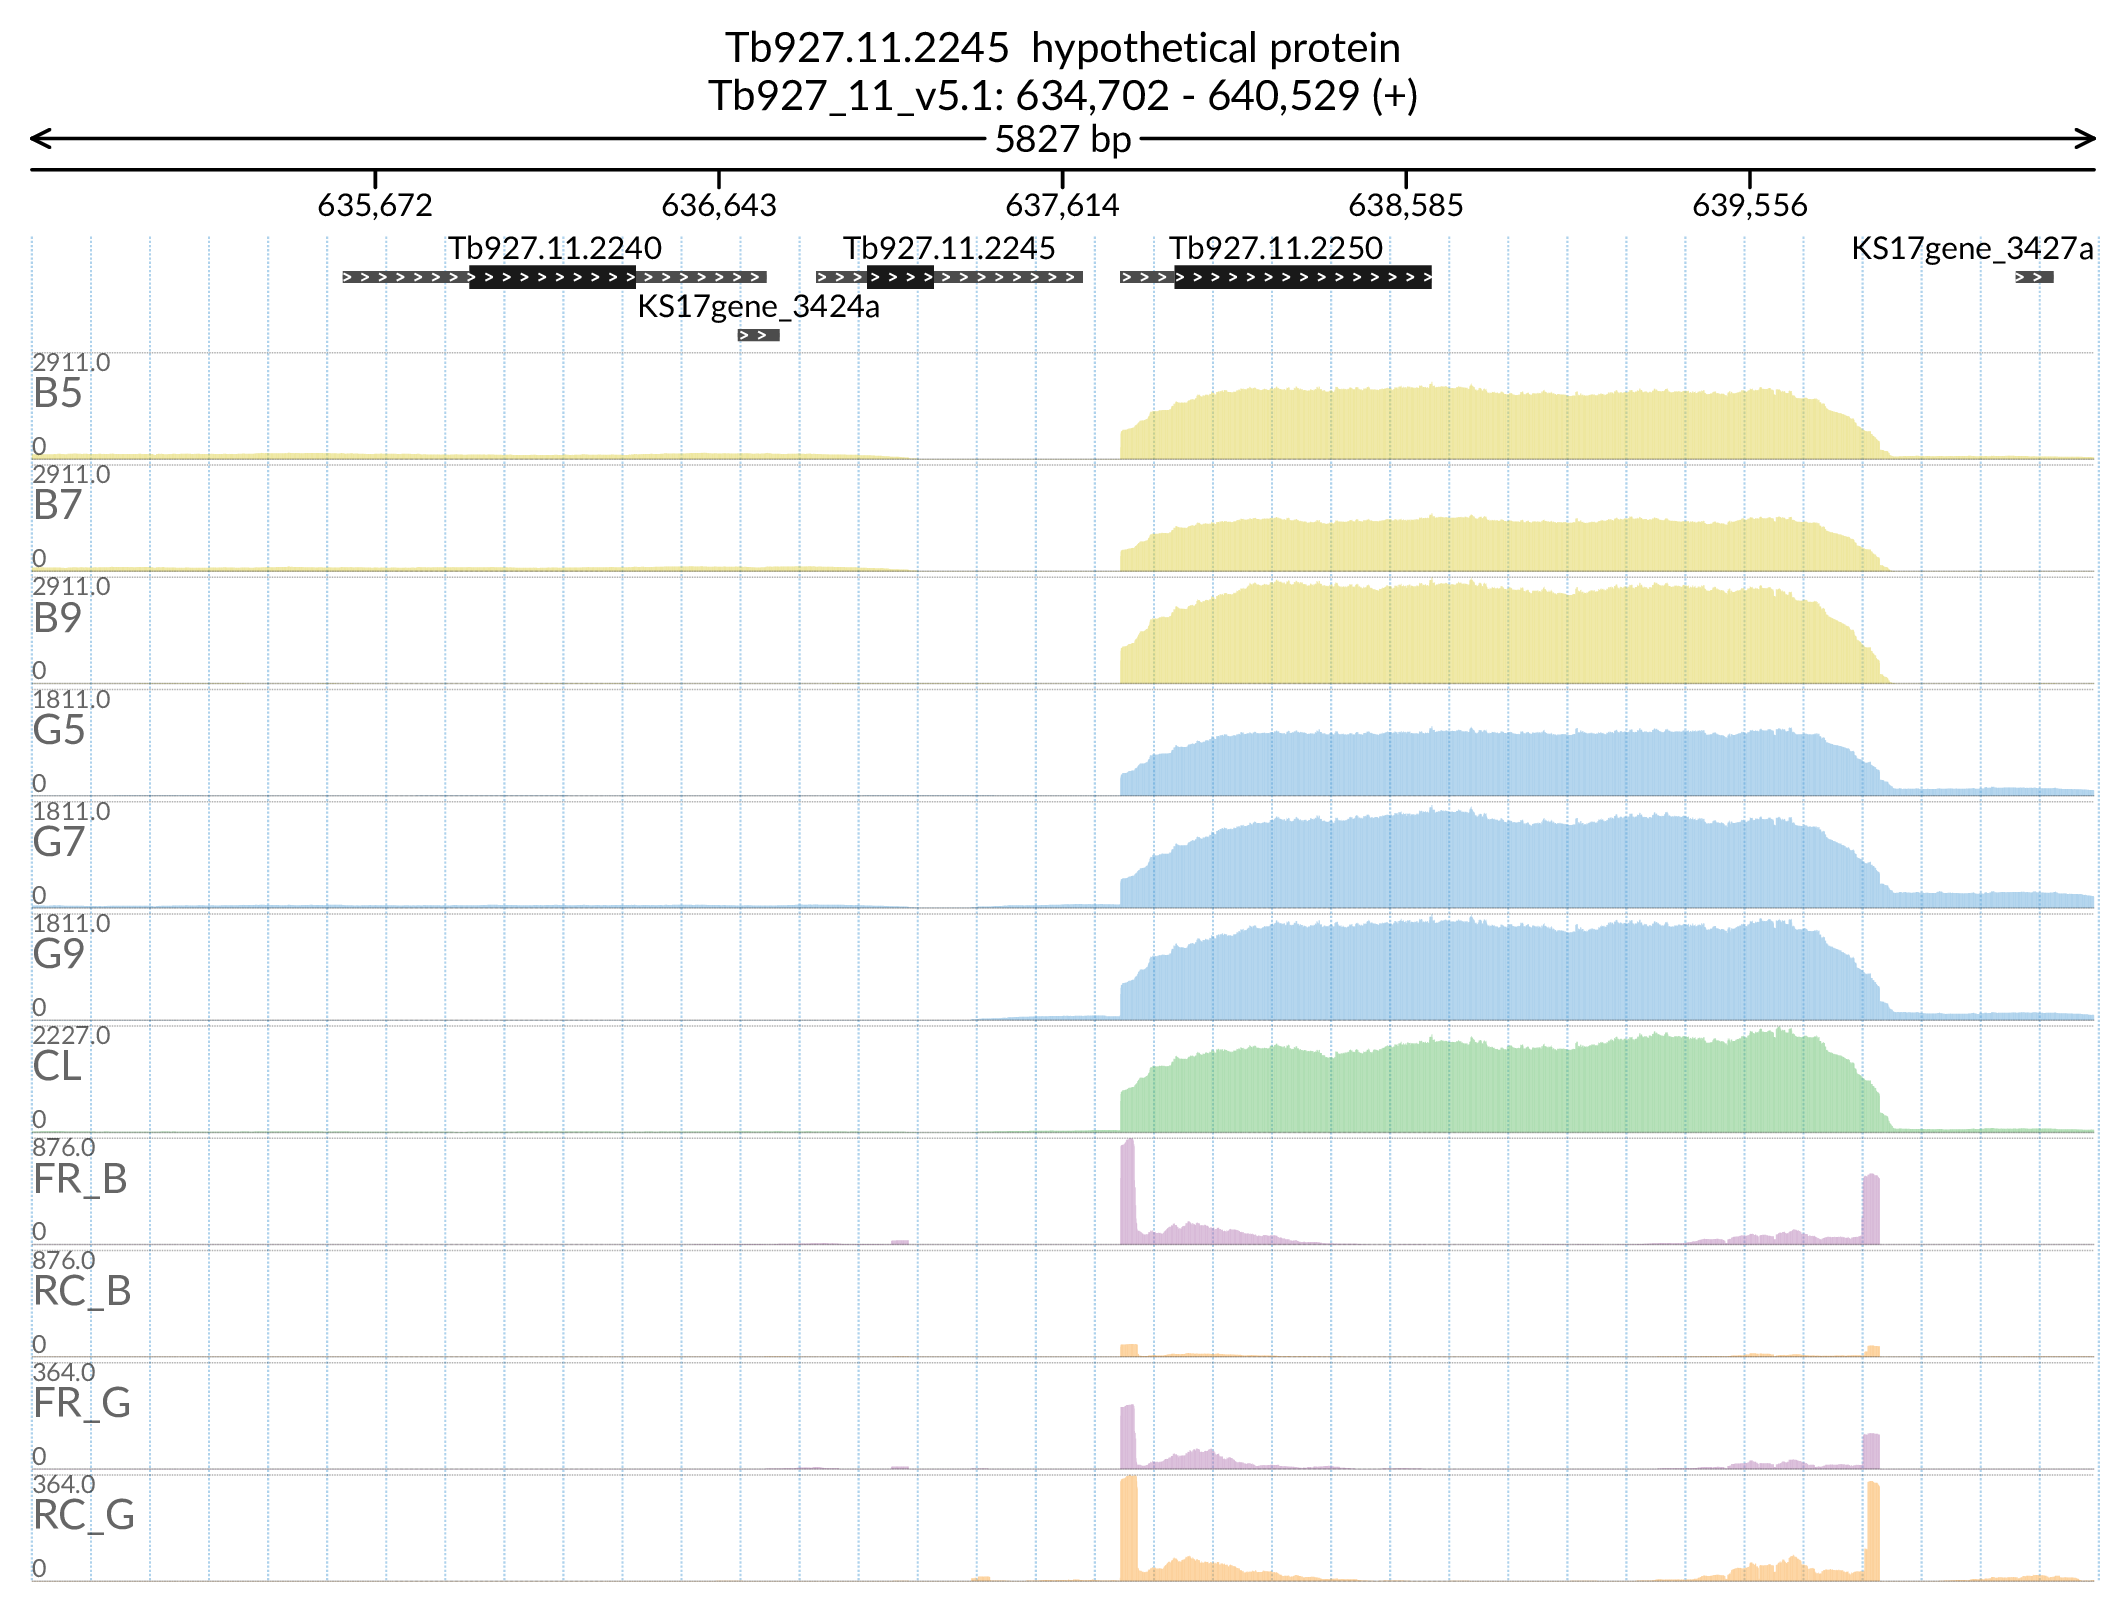 Tb927.11.2245 hypothetical protein
Tb927_11_v5.1: 634,702 - 640,529 (+)
5827 bp
635,672 636,643 637,614 638,585 639,556
Tb927.11.2240 Tb927.11.2245 Tb927.11.2250 KS17gene_3427a
KS17gene_3424a
2911.0
B5
0
2911.0
B7
0
2911.0
B9
0
1811.0
G5
0
1811.0
G7
0
1811.0
G9
0
2227.0
CL
0
876.0
FR_B
0
876.0
RC_B
0
364.0
FR_G
0
364.0
RC_G
0